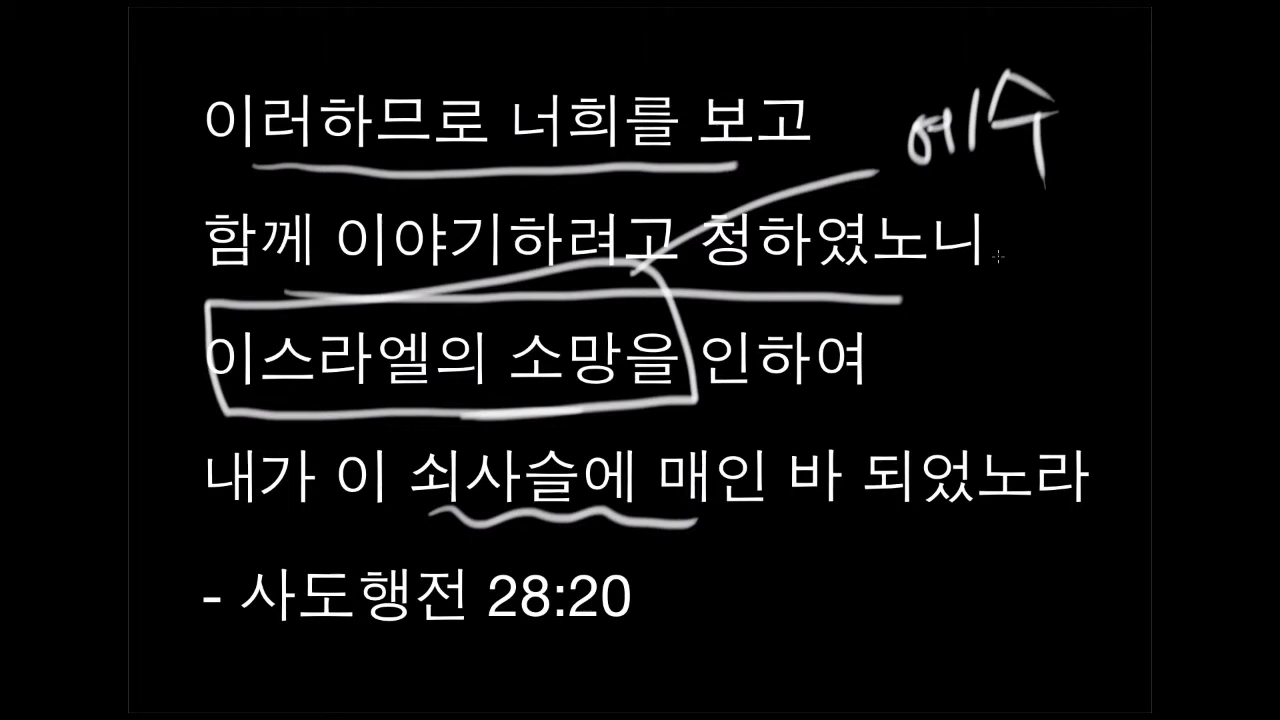 이러하므로 너희를 보고
예수
함께 이야기하려고 청하였노니
이스라엘의 소망을 인하여
내가 이 쇠사슬에 매인 바 되었노라
- 사도행전 28:20